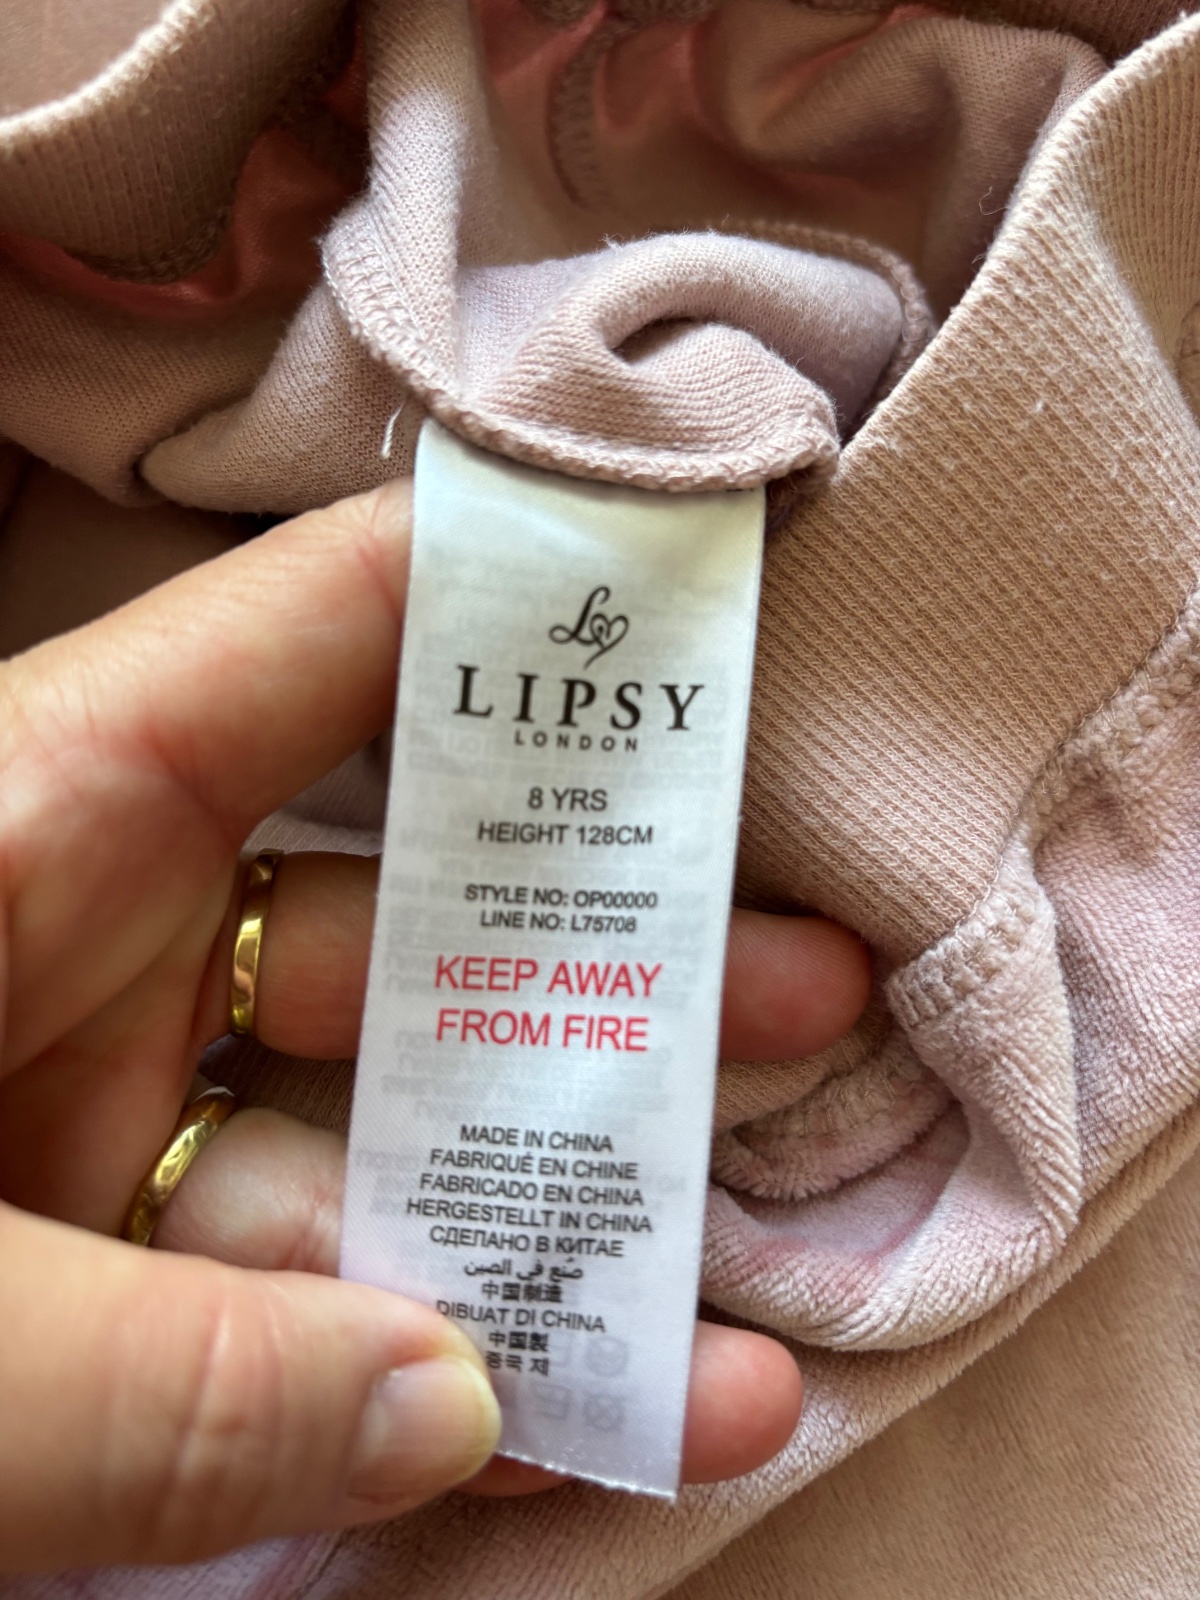 LIPSY
LONDON
8 YRS
HEIGHT 128CM
STYLE NO: OP00000
LINE NO: L75708
KEEP AWAY
FROM FIRE
MADE IN CHINA
FABRIQUÉ EN CHINE
FABRICADO EN CHINA
HERGESTELLT IN CHINA
СДЕЛАНО В КИТАЕ
صُنع في الصين
中国制造
DIBUAT DI CHINA
中国製
중국 제